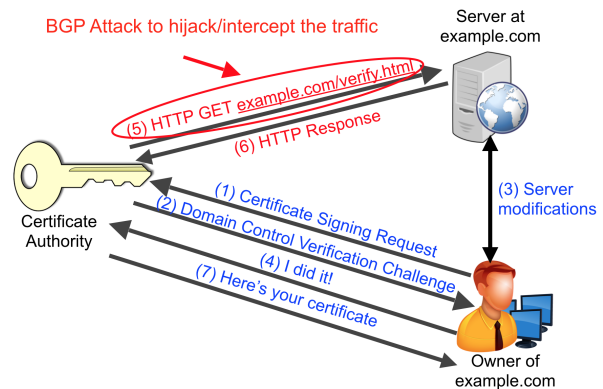 BGP Attack to hijack/intercept the traffic
Server at
example.com
(5) HTTP GET example.com/verify.html
(6) HTTP Response
Certificate
Authority
(1) Certificate Signing Request
(2) Domain Control Verification Challenge
(3) Server
modifications
(4) I did it!
(7) Here's your certificate
Owner of
example.com